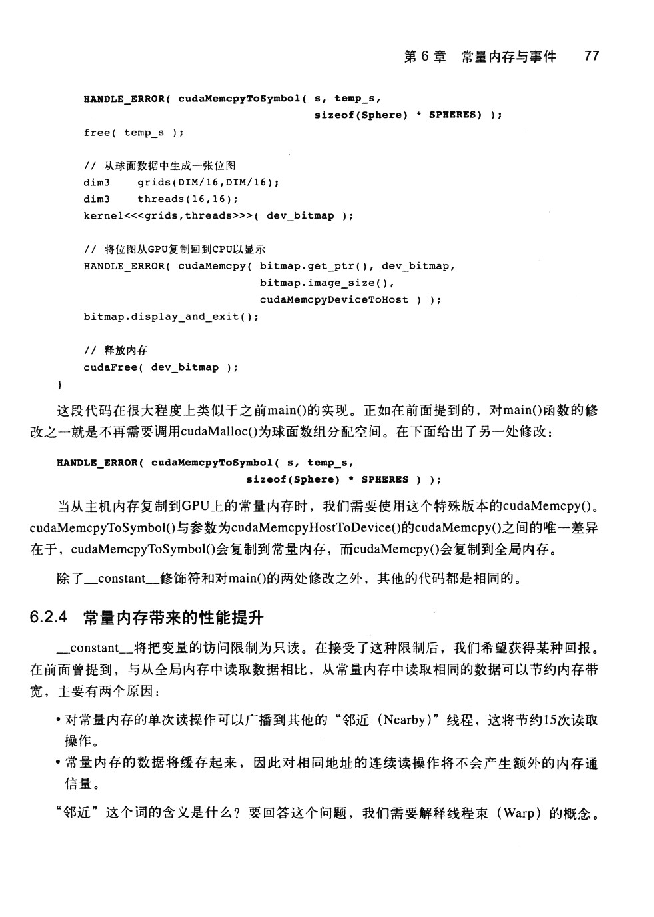 第 6 章 常量内存与事件 77
HANDLE_ERROR( cudaMemcpyToSymbol( s, temp_s,
sizeof(Sphere) * SPHERES) );
free( temp_s );
// 从球面数据中生成一张位图
dim3 grids(DIM/16,DIM/16);
dim3 threads(16,16);
kernel<<<grids,threads>>>( dev_bitmap );
// 将位图从GPU复制回到CPU以显示
HANDLE_ERROR( cudaMemcpy( bitmap.get_ptr(), dev_bitmap,
bitmap.image_size(),
cudaMemcpyDeviceToHost ) );
bitmap.display_and_exit();
// 释放内存
cudaFree( dev_bitmap );
}
这段代码在很大程度上类似于之前main()的实现。正如在前面提到的，对main()函数的修
改之一就是不再需要调用cudaMalloc()为球面数组分配空间。在下面给出了另一处修改：
HANDLE_ERROR( cudaMemcpyToSymbol( s, temp_s,
sizeof(Sphere) * SPHERES ) );
当从主机内存复制到GPU上的常量内存时，我们需要使用这个特殊版本的cudaMemcpy()。
cudaMemcpyToSymbol()与参数为cudaMemcpyHostToDevice()的cudaMemcpy()之间的唯一差异
在于，cudaMemcpyToSymbol()会复制到常量内存，而cudaMemcpy()会复制到全局内存。
除了__constant__修饰符和对main()的两处修改之外，其他的代码都是相同的。
6.2.4 常量内存带来的性能提升
__constant__将把变量的访问限制为只读。在接受了这种限制后，我们希望获得某种回报。
在前面曾提到，与从全局内存中读取数据相比，从常量内存中读取相同的数据可以节约内存带
宽，主要有两个原因：
• 对常量内存的单次读操作可以广播到其他的“邻近（Nearby）”线程，这将节约15次读取
操作。
• 常量内存的数据将缓存起来，因此对相同地址的连续读操作将不会产生额外的内存通
信量。
“邻近”这个词的含义是什么？要回答这个问题，我们需要解释线程束（Warp）的概念。